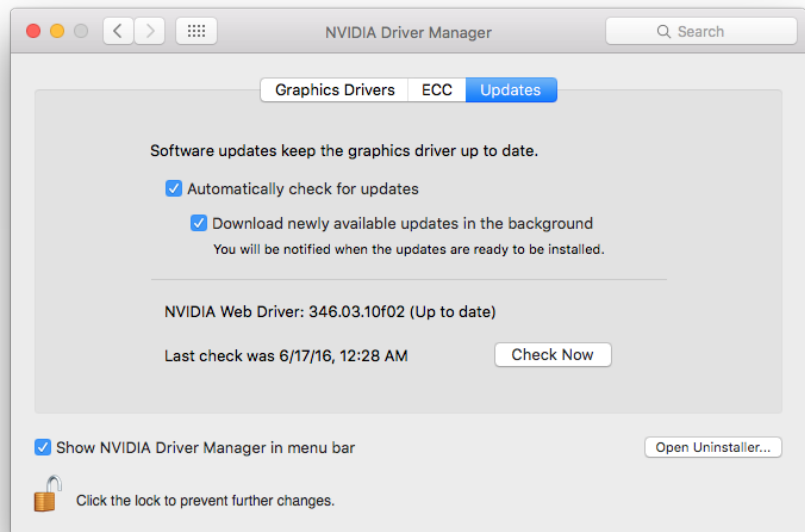 NVIDIA Driver Manager
Search
Graphics Drivers
ECC
Updates
Software updates keep the graphics driver up to date.
Automatically check for updates
Download newly available updates in the background
You will be notified when the updates are ready to be installed.
NVIDIA Web Driver: 346.03.10f02 (Up to date)
Last check was 6/17/16, 12:28 AM
Check Now
Show NVIDIA Driver Manager in menu bar
Open Uninstaller...
Click the lock to prevent further changes.